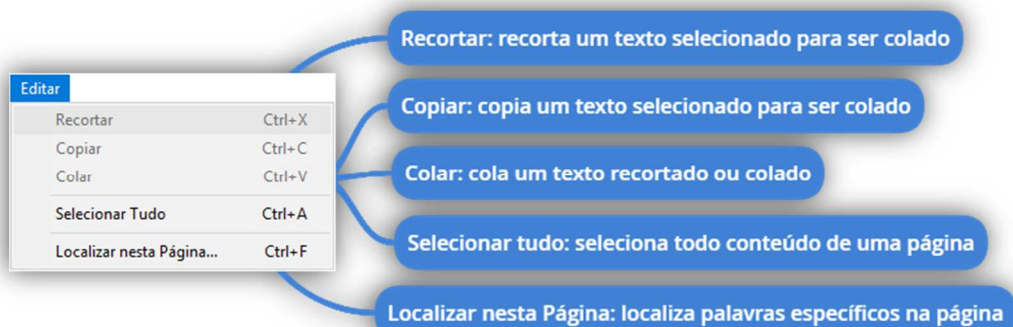 Editar
Recortar Ctrl+X
Copiar Ctrl+C
Colar Ctrl+V
Selecionar Tudo Ctrl+A
Localizar nesta Página... Ctrl+F
Recortar: recorta um texto selecionado para ser colado
Copiar: copia um texto selecionado para ser colado
Colar: cola um texto recortado ou colado
Selecionar tudo: seleciona todo conteúdo de uma página
Localizar nesta Página: localiza palavras específicos na página